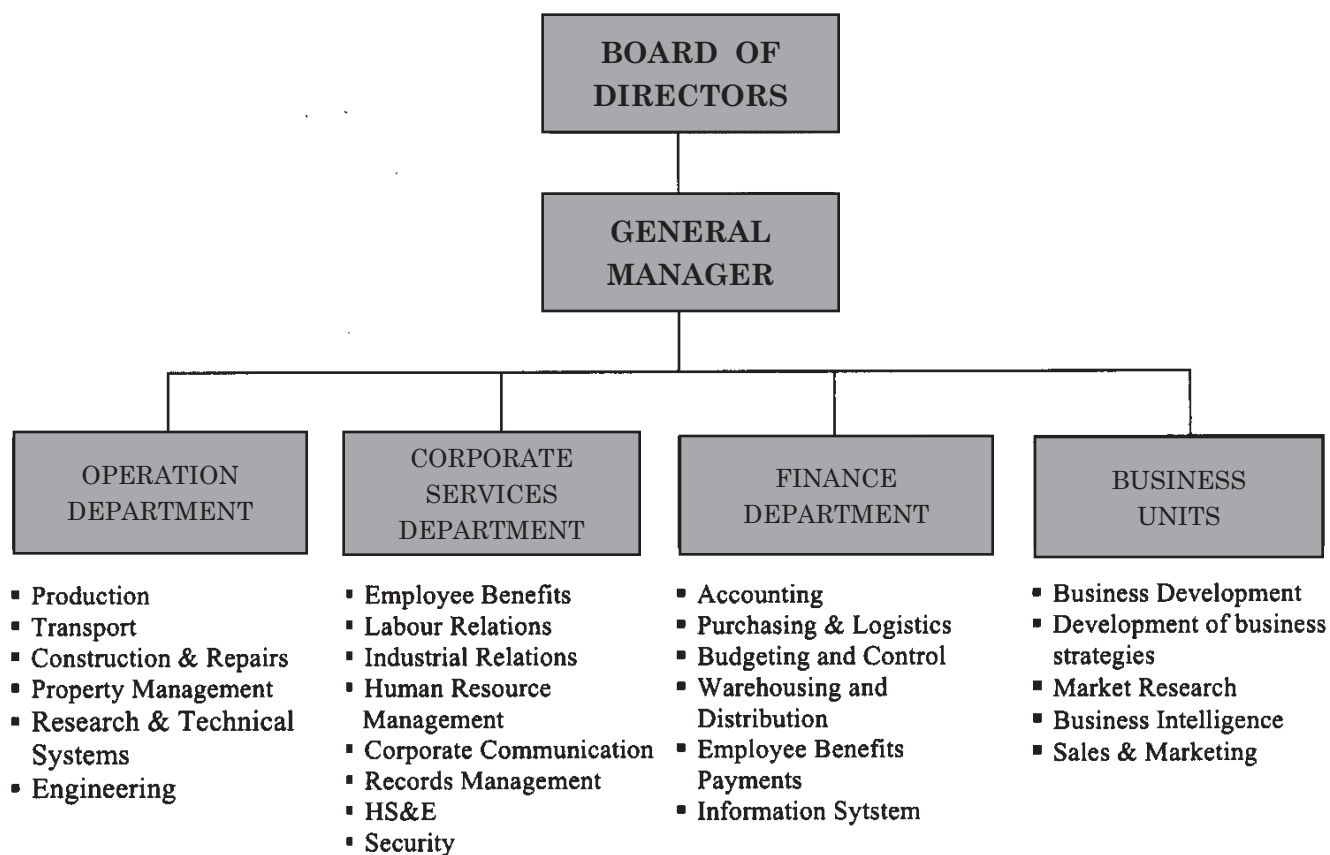 BOARD OF
DIRECTORS
GENERAL
MANAGER
OPERATION
DEPARTMENT
▪ Production
▪ Transport
▪ Construction & Repairs
▪ Property Management
▪ Research & Technical
Systems
▪ Engineering
CORPORATE
SERVICES
DEPARTMENT
▪ Employee Benefits
▪ Labour Relations
▪ Industrial Relations
▪ Human Resource
Management
▪ Corporate Communication
▪ Records Management
▪ HS&E
▪ Security
FINANCE
DEPARTMENT
▪ Accounting
▪ Purchasing & Logistics
▪ Budgeting and Control
▪ Warehousing and
Distribution
▪ Employee Benefits
Payments
▪ Information Sytstem
BUSINESS
UNITS
▪ Business Development
▪ Development of business
strategies
▪ Market Research
▪ Business Intelligence
▪ Sales & Marketing